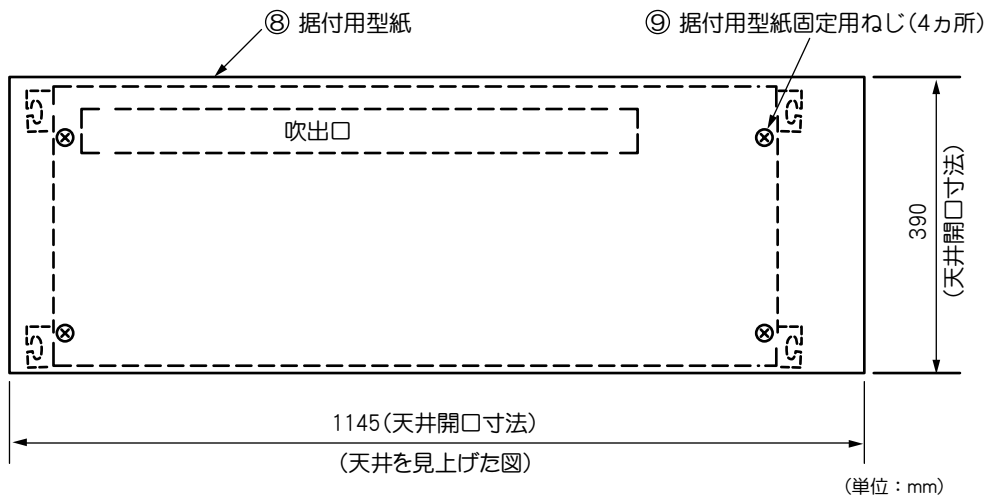 ⑧ 据付用型紙
⑨ 据付用型紙固定用ねじ(4ヵ所)
吹出口
390
(天井開口寸法)
1145(天井開口寸法)
(天井を見上げた図)
(単位：mm)